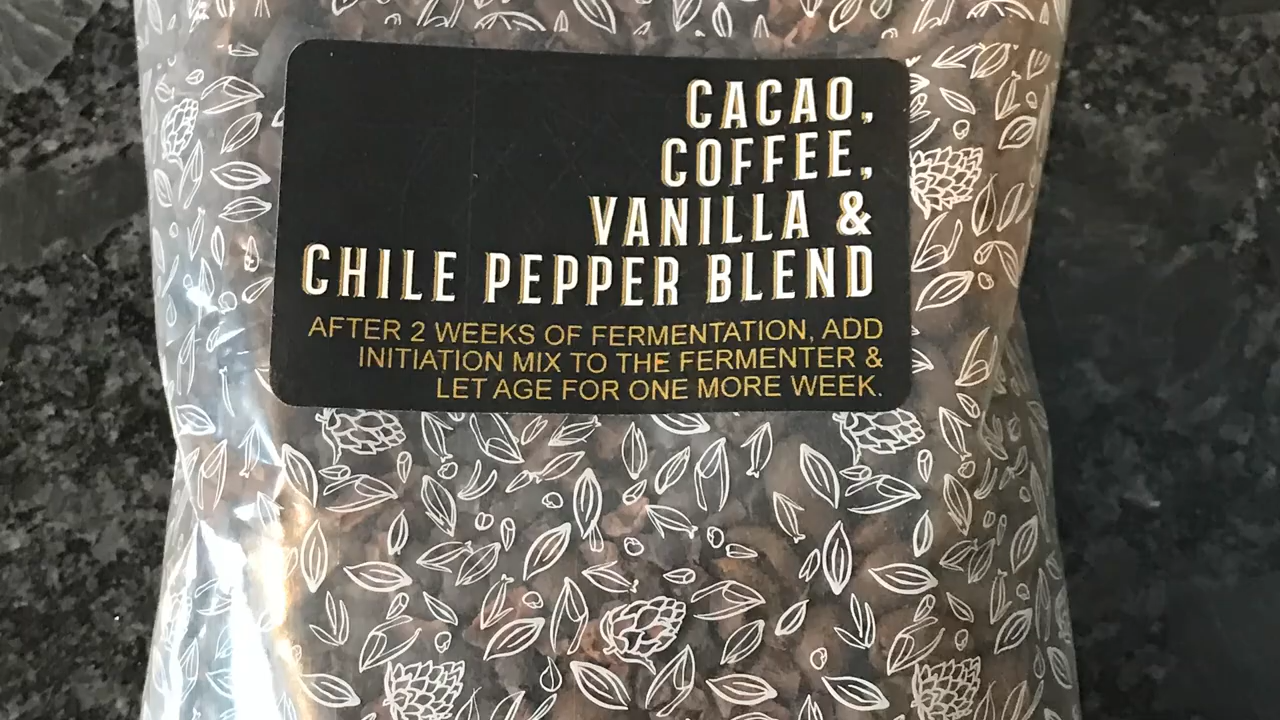 CACAO,
COFFEE,
VANILLA &
CHILE PEPPER BLEND
AFTER 2 WEEKS OF FERMENTATION, ADD
INITIATION MIX TO THE FERMENTER &
LET AGE FOR ONE MORE WEEK.